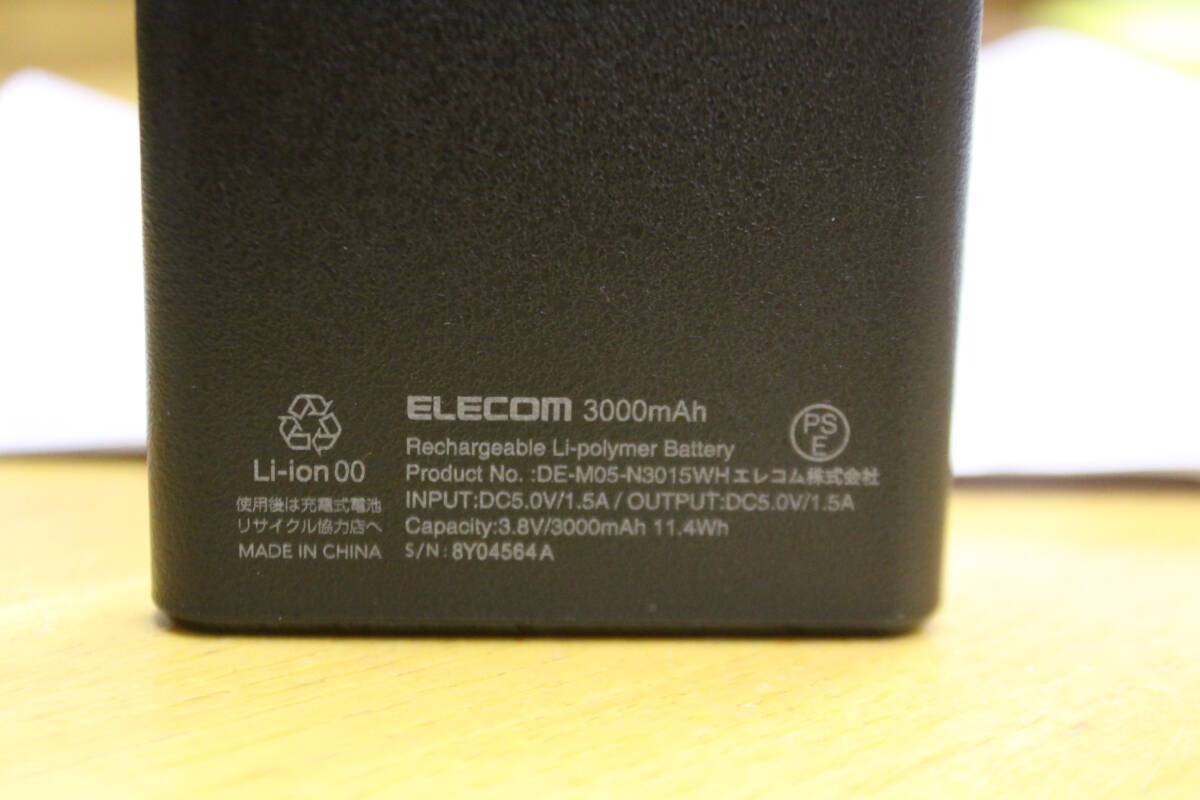 ELECOM 3000mAh
PSE
Rechargeable Li-polymer Battery
Product No. :DE-M05-N3015WHエレコム株式会社
INPUT:DC5.0V/1.5A / OUTPUT:DC5.0V/1.5A
Capacity:3.8V/3000mAh 11.4Wh
S/N: 8Y04564A
Li-ion 00
使用後は充電式電池
リサイクル協力店へ
MADE IN CHINA